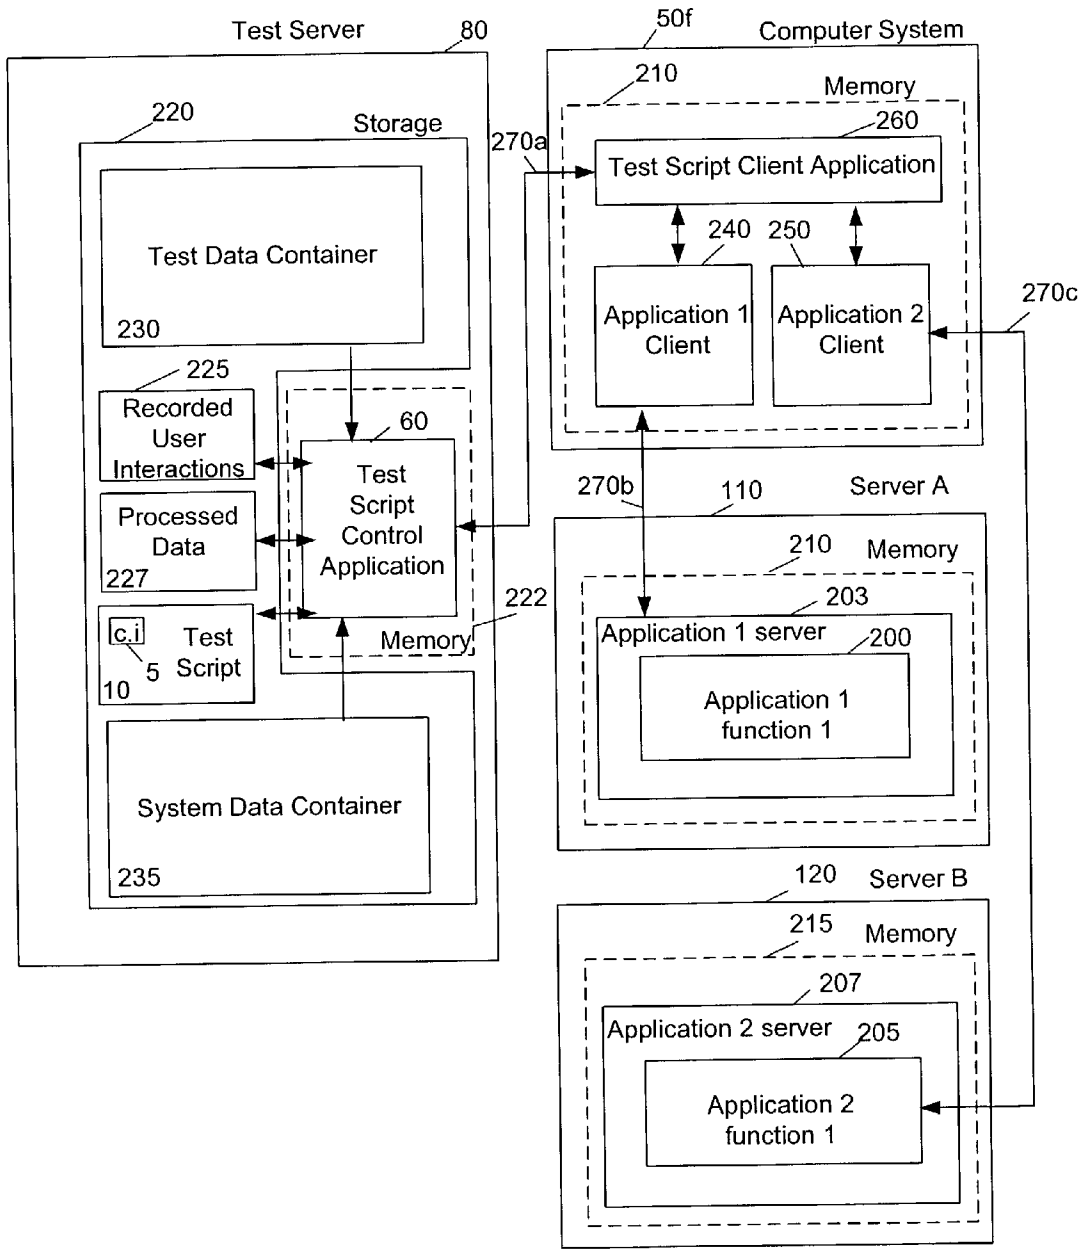 Test Server
80
220
Storage
Test Data Container
230
225
Recorded
User
Interactions
Processed
Data
227
c.i
5
Test
Script
10
60
Test
Script
Control
Application
Memory
222
System Data Container
235
50f
Computer System
210
Memory
260
270a
Test Script Client Application
240
250
Application 1
Client
Application 2
Client
270c
270b
110
Server A
210
Memory
203
Application 1 server
200
Application 1
function 1
120
Server B
215
Memory
207
Application 2 server
205
Application 2
function 1